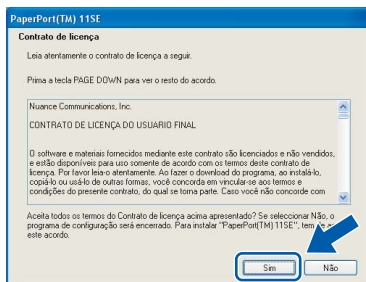 PaperPort(TM) 11SE
Contrato de licença
Leia atentamente o contrato de licença a seguir.
Prima a tecla PAGE DOWN para ver o resto do acordo.
Nuance Communications, Inc.
CONTRATO DE LICENÇA DO USUARIO FINAL
O software e materiais fornecidos mediante este contrato são licenciados e não vendidos,
e estão disponíveis para uso somente de acordo com os termos deste contrato de
licença. Por favor leia-o atentamente. Ao fazer o download do programa, ao instalá-lo,
copiá-lo ou usá-lo de outras formas, você concorda em vincular-se aos termos e
condições do presente contrato, do qual se torna parte. Caso você não concorde com
Aceita todos os termos do Contrato de licença acima apresentado? Se seleccionar Não, o
programa de configuração será encerrado. Para instalar "PaperPort(TM) 11SE", tem
este acordo.
Sim
Não